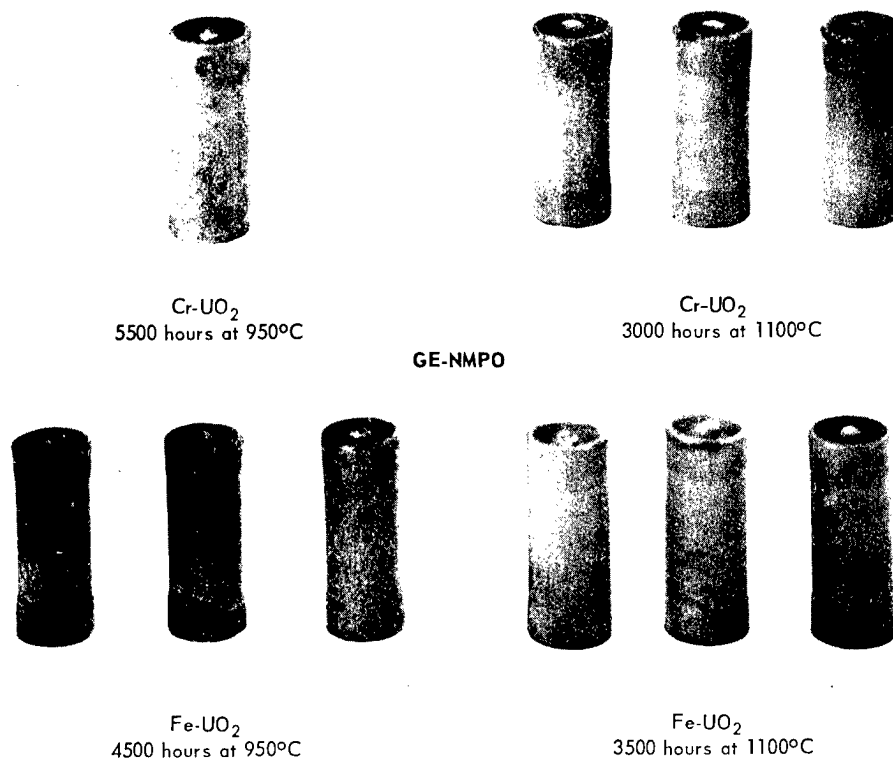 Cr-UO2
5500 hours at 950°C
Cr-UO2
3000 hours at 1100°C
GE-NMPO
Fe-UO2
4500 hours at 950°C
Fe-UO2
3500 hours at 1100°C